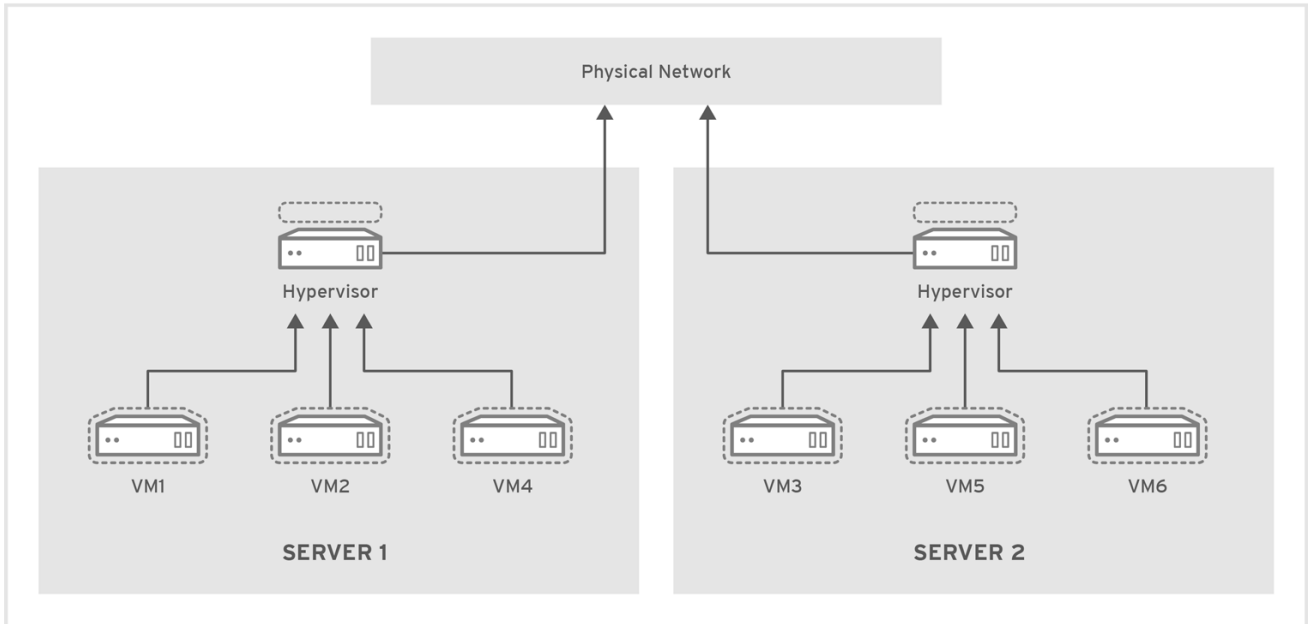 Physical Network
Hypervisor
VM1
VM2
VM4
SERVER 1
Hypervisor
VM3
VM5
VM6
SERVER 2